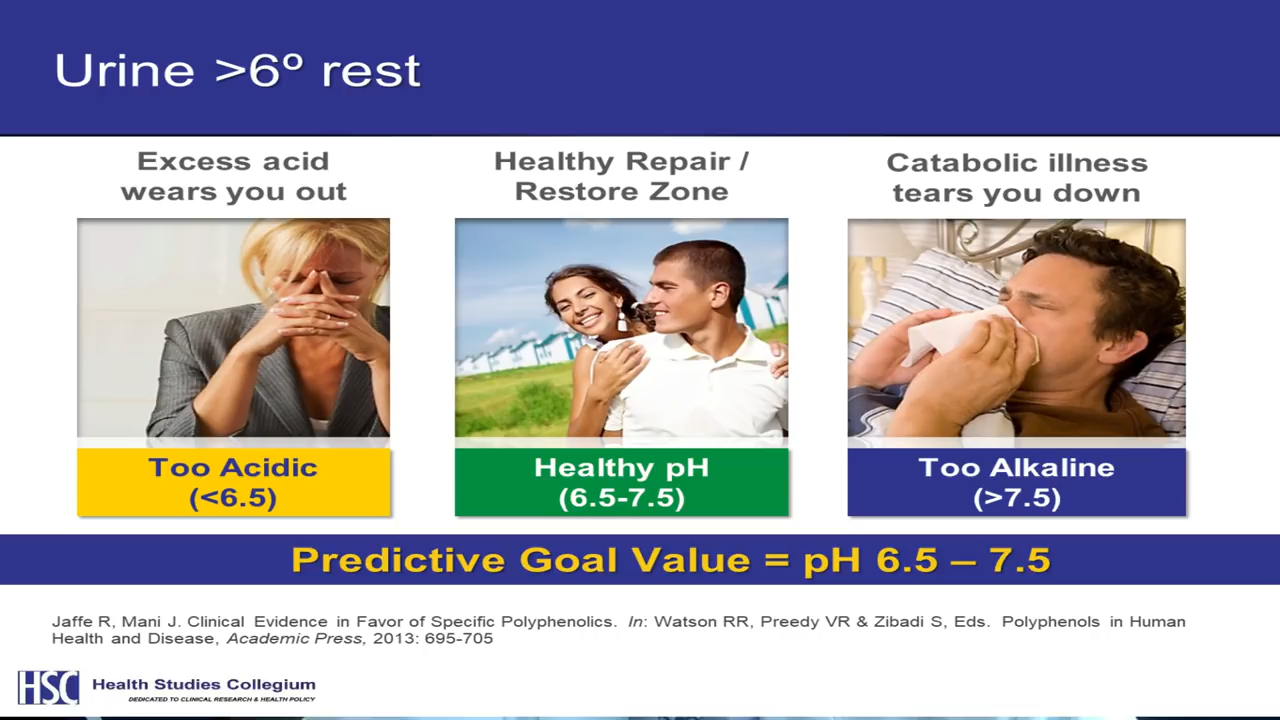 Urine >6º rest
Excess acid
wears you out
Healthy Repair /
Restore Zone
Catabolic illness
tears you down
Too Acidic
(<6.5)
Healthy pH
(6.5-7.5)
Too Alkaline
(>7.5)
Predictive Goal Value = pH 6.5 – 7.5
Jaffe R, Mani J. Clinical Evidence in Favor of Specific Polyphenolics. In: Watson RR, Preedy VR & Zibadi S, Eds. Polyphenols in Human
Health and Disease, Academic Press, 2013: 695-705
HSC
Health Studies Collegium
DEDICATED TO CLINICAL RESEARCH & HEALTH POLICY